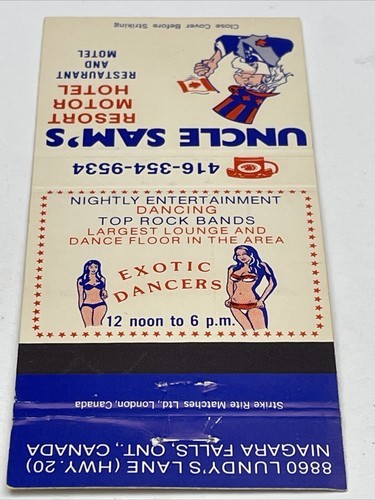 Close Cover Before Striking
UNCLE SAM'S
RESORT
MOTOR
HOTEL
RESTAURANT
AND
MOTEL
416-354-9534
NIGHTLY ENTERTAINMENT
DANCING
TOP ROCK BANDS
LARGEST LOUNGE AND
DANCE FLOOR IN THE AREA
EXOTIC
DANCERS
12 noon to 6 p.m.
Strike Rite Matches Ltd., London, Canada
8860 LUNDY'S LANE (HWY. 20)
NIAGARA FALLS, ONT., CANADA